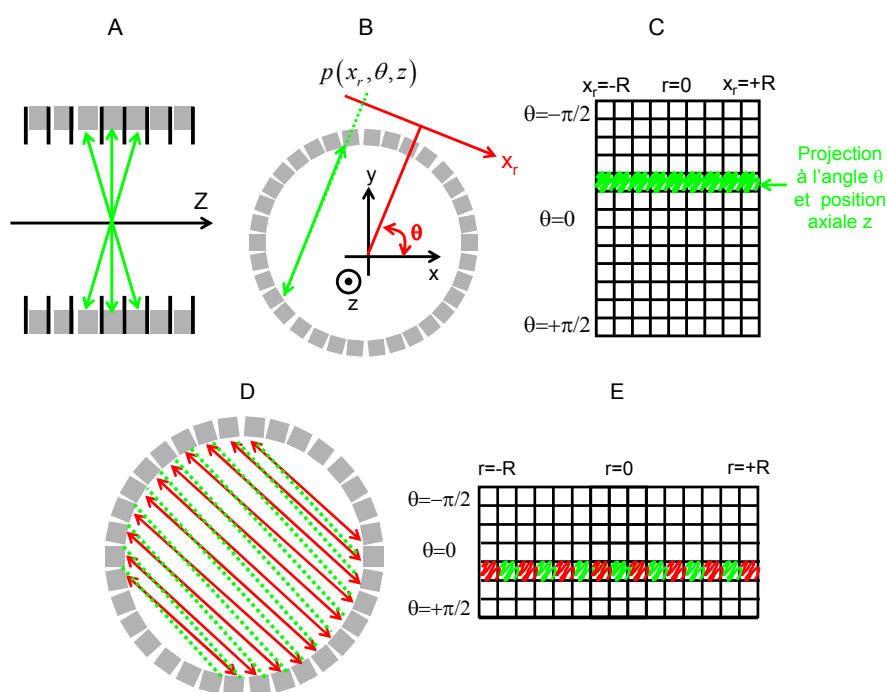 A
B
C
Z
p(x_r,θ,z)
x_r
y
θ
x
z
x_r=-R r=0 x_r=+R
θ=−π/2
θ=0
θ=+π/2
Projection
à l'angle θ
et position
axiale z
D
E
r=-R r=0 r=+R
θ=−π/2
θ=0
θ=+π/2